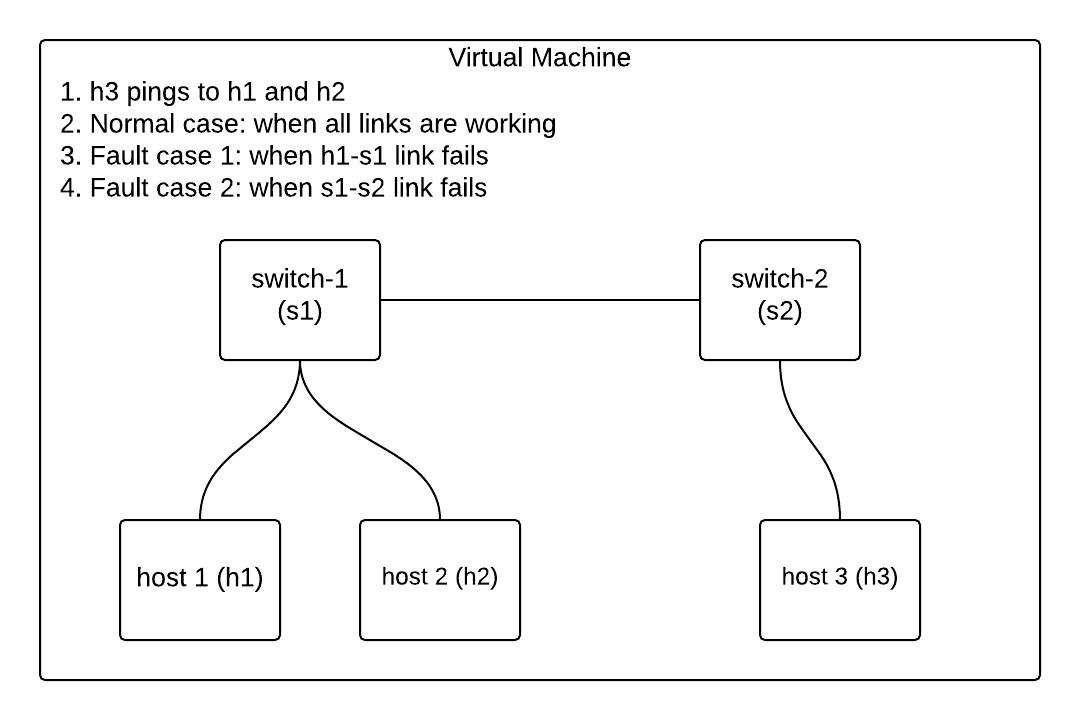 Virtual Machine
1. h3 pings to h1 and h2
2. Normal case: when all links are working
3. Fault case 1: when h1-s1 link fails
4. Fault case 2: when s1-s2 link fails
switch-1
(s1)
switch-2
(s2)
host 1 (h1)
host 2 (h2)
host 3 (h3)